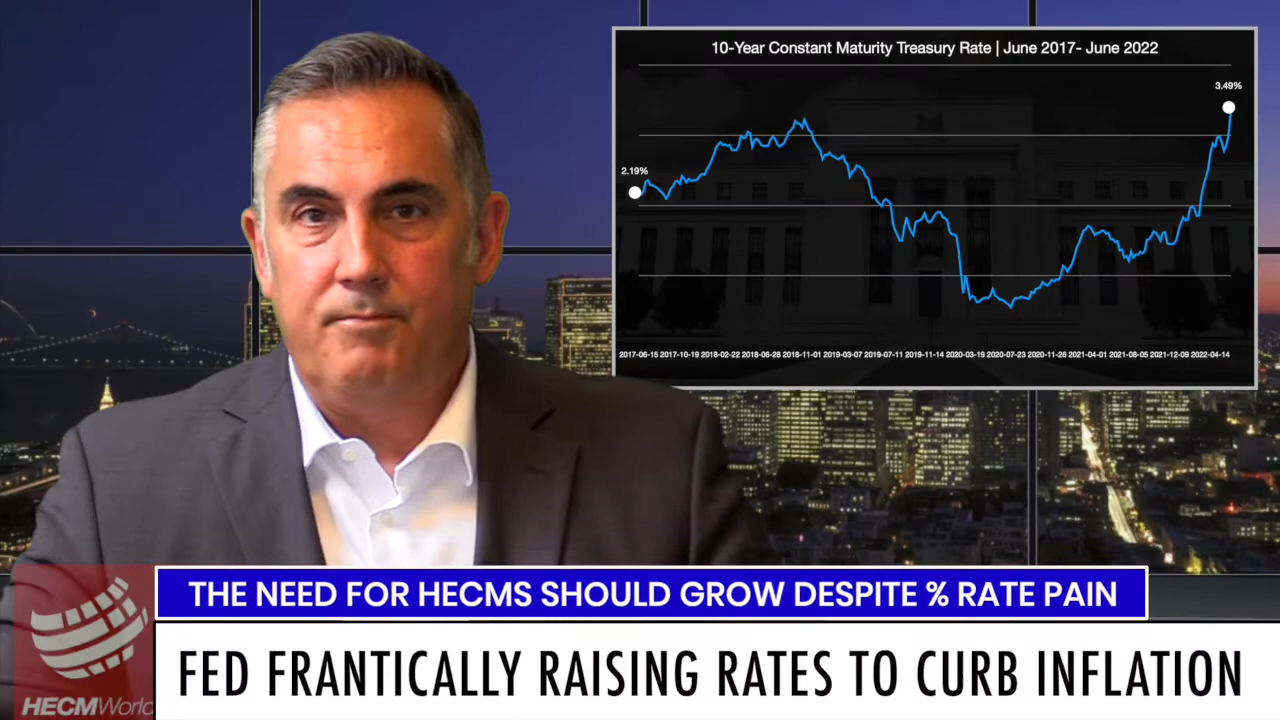 10-Year Constant Maturity Treasury Rate | June 2017- June 2022
3.49%
2.19%
2017-06-15 2017-10-19 2018-02-22 2018-06-28 2018-11-01 2019-03-07 2019-07-11 2019-11-14 2020-03-19 2020-07-23 2020-11-26 2021-04-01 2021-08-05 2021-12-09 2022-04-14
THE NEED FOR HECMS SHOULD GROW DESPITE % RATE PAIN
FED FRANTICALLY RAISING RATES TO CURB INFLATION
HECMWorld